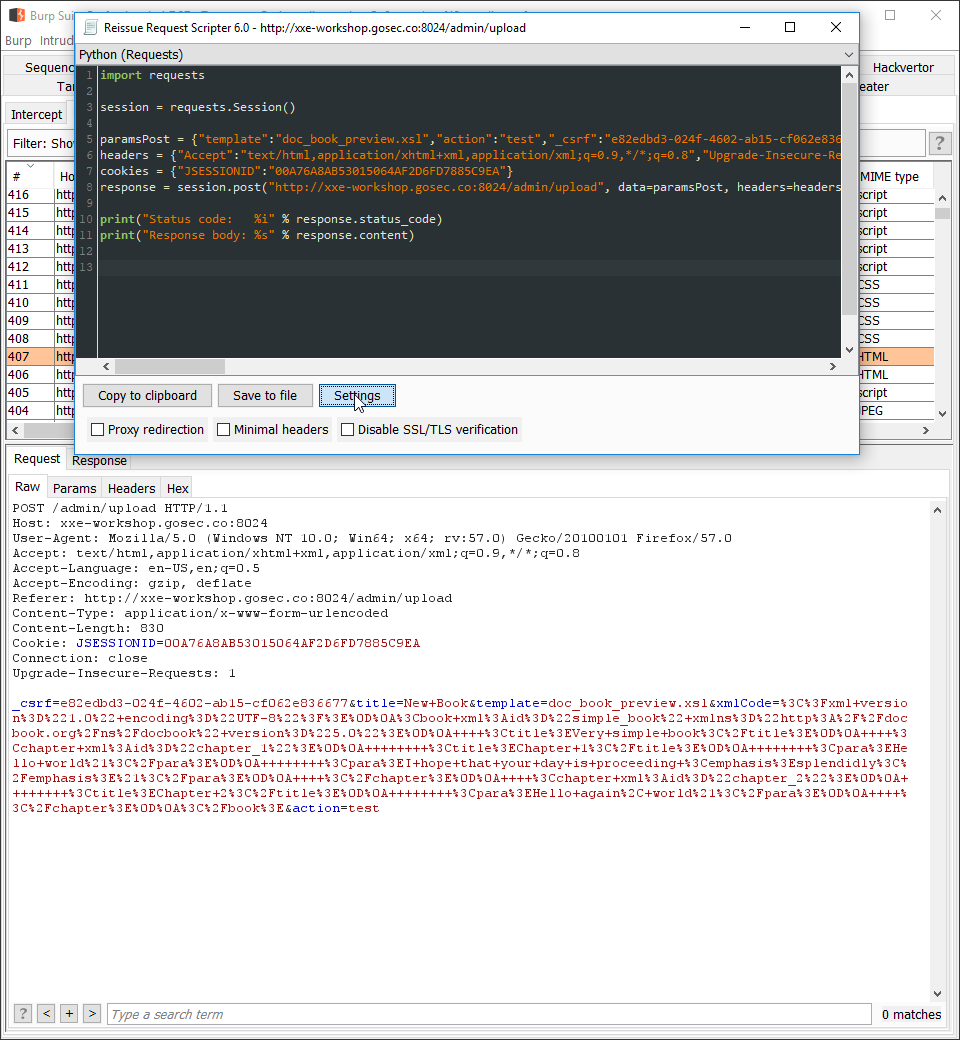 Burp Su
Burp Intrud
Reissue Request Scripter 6.0 - http://xxe-workshop.gosec.co:8024/admin/upload
Python (Requests)
Sequenc
Hackvertor
Ta
eater
Intercept
Filter: Sho
?
# Ho MIME type
416 http script
415 http script
414 http script
413 http script
412 http script
411 http CSS
410 http CSS
409 http CSS
408 http CSS
407 http HTML
406 http HTML
405 http script
404 http JPEG
1 import requests
2
3 session = requests.Session()
4
5 paramsPost = {"template":"doc_book_preview.xsl","action":"test","_csrf":"e82edbd3-024f-4602-ab15-cf062e836
6 headers = {"Accept":"text/html,application/xhtml+xml,application/xml;q=0.9,*/*;q=0.8","Upgrade-Insecure-Re
7 cookies = {"JSESSIONID":"00A76A8AB53015064AF2D6FD7885C9EA"}
8 response = session.post("http://xxe-workshop.gosec.co:8024/admin/upload", data=paramsPost, headers=headers
9
10 print("Status code:   %i" % response.status_code)
11 print("Response body: %s" % response.content)
12
13
Copy to clipboard Save to file Settings
Proxy redirection Minimal headers Disable SSL/TLS verification
Request Response
Raw Params Headers Hex
POST /admin/upload HTTP/1.1
Host: xxe-workshop.gosec.co:8024
User-Agent: Mozilla/5.0 (Windows NT 10.0; Win64; x64; rv:57.0) Gecko/20100101 Firefox/57.0
Accept: text/html,application/xhtml+xml,application/xml;q=0.9,*/*;q=0.8
Accept-Language: en-US,en;q=0.5
Accept-Encoding: gzip, deflate
Referer: http://xxe-workshop.gosec.co:8024/admin/upload
Content-Type: application/x-www-form-urlencoded
Content-Length: 830
Cookie: JSESSIONID=00A76A8AB53015064AF2D6FD7885C9EA
Connection: close
Upgrade-Insecure-Requests: 1

_csrf=e82edbd3-024f-4602-ab15-cf062e836677&title=New+Book&template=doc_book_preview.xsl&xmlCode=%3C%3Fxml+versio
n%3D%221.0%22+encoding%3D%22UTF-8%22%3F%3E%0D%0A%3Cbook+xml%3Aid%3D%22simple_book%22+xmlns%3D%22http%3A%2F%2Fdoc
book.org%2Fns%2Fdocbook%22+version%3D%225.0%22%3E%0D%0A++++%3Ctitle%3EVery+simple+book%3C%2Ftitle%3E%0D%0A++++%3
Cchapter+xml%3Aid%3D%22chapter_1%22%3E%0D%0A++++++++%3Ctitle%3EChapter+1%3C%2Ftitle%3E%0D%0A++++++++%3Cpara%3EHe
llo+world%21%3C%2Fpara%3E%0D%0A++++++++%3Cpara%3EI+hope+that+your+day+is+proceeding+%3Cemphasis%3Esplendidly%3C%
2Femphasis%3E%21%3C%2Fpara%3E%0D%0A++++%3C%2Fchapter%3E%0D%0A++++%3Cchapter+xml%3Aid%3D%22chapter_2%22%3E%0D%0A+
+++++++%3Ctitle%3EChapter+2%3C%2Ftitle%3E%0D%0A++++++++%3Cpara%3EHello+again%2C+world%21%3C%2Fpara%3E%0D%0A++++%
3C%2Fchapter%3E%0D%0A%3C%2Fbook%3E&action=test
? < + > Type a search term 0 matches